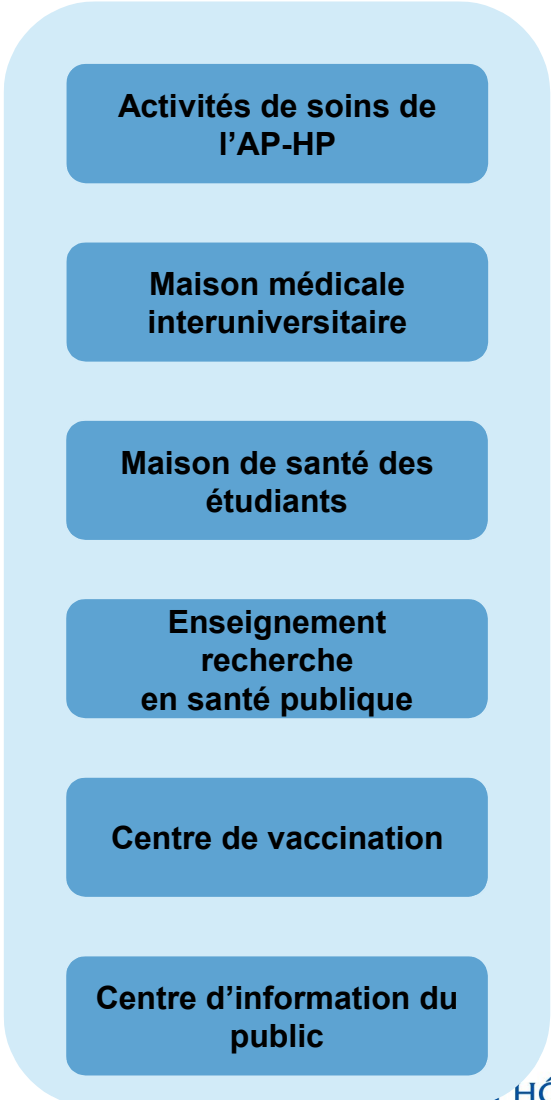 Activités de soins de
l’AP-HP
Maison médicale
interuniversitaire
Maison de santé des
étudiants
Enseignement
recherche
en santé publique
Centre de vaccination
Centre d’information du
public